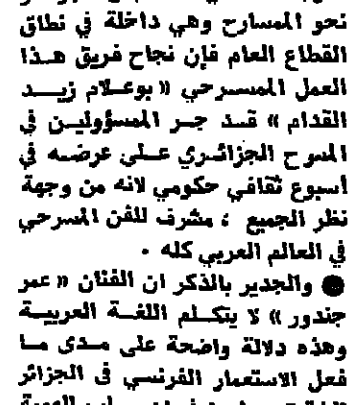 نحو المسارح وهي داخلة في نطاق
القطاع العام فإن نجاح فريق هذا
العمل المسرحي « بوعلام زيد
القدام » قد جر المسؤولين في
المسرح الجزائري على عرضه في
أسبوع ثقافي حكومي لانه من وجهة
نظر الجميع : مشرف للفن المسرحي
في العالم العربي كله .
● والجدير بالذكر ان الفنان « عمر
جندور » لا يتكلم اللغة العربية
وهذه دلالة واضحة على مدى ما
فعل الاستعمار الفرنسي في الجزائر